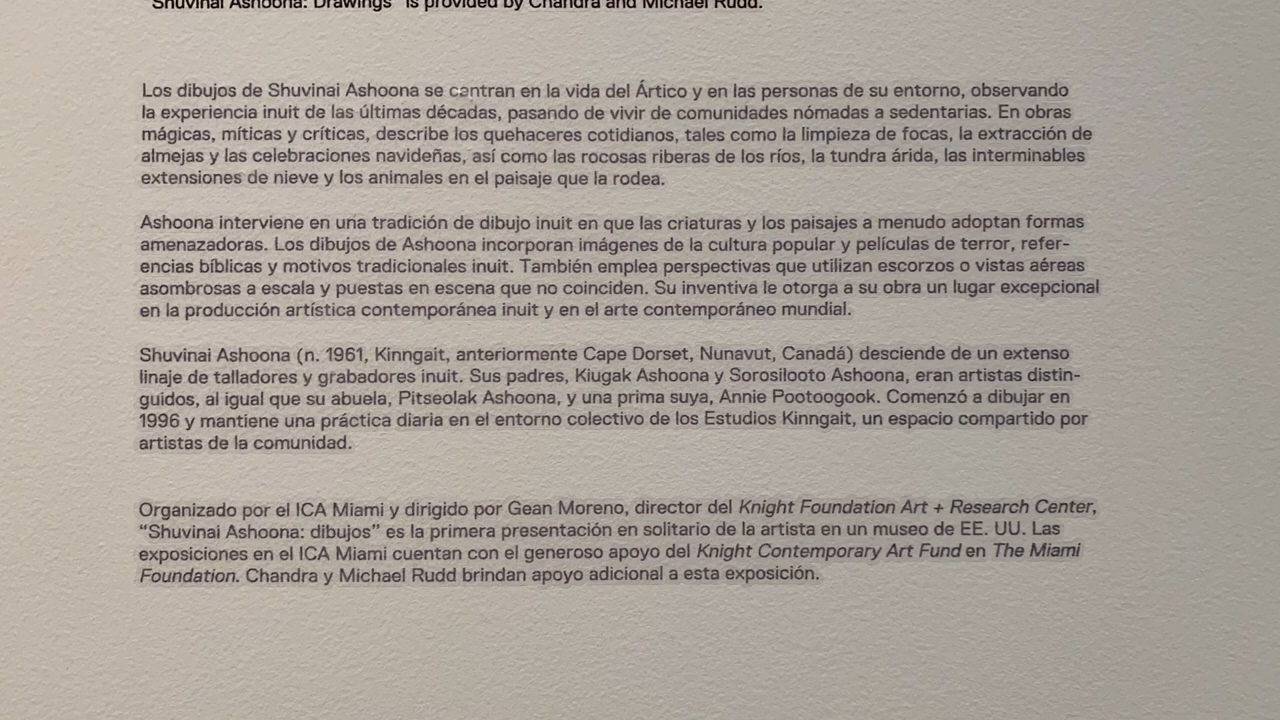 "Shuvinai Ashoona: Drawings" is provided by Chandra and Michael Rudd.
Los dibujos de Shuvinai Ashoona se cantran en la vida del Ártico y en las personas de su entorno, observando
la experiencia inuit de las últimas décadas, pasando de vivir de comunidades nómadas a sedentarias. En obras
mágicas, míticas y críticas, describe los quehaceres cotidianos, tales como la limpieza de focas, la extracción de
almejas y las celebraciones navideñas, así como las rocosas riberas de los ríos, la tundra árida, las interminables
extensiones de nieve y los animales en el paisaje que la rodea.
Ashoona interviene en una tradición de dibujo inuit en que las criaturas y los paisajes a menudo adoptan formas
amenazadoras. Los dibujos de Ashoona incorporan imágenes de la cultura popular y películas de terror, refer-
encias bíblicas y motivos tradicionales inuit. También emplea perspectivas que utilizan escorzos o vistas aéreas
asombrosas a escala y puestas en escena que no coinciden. Su inventiva le otorga a su obra un lugar excepcional
en la producción artística contemporánea inuit y en el arte contemporáneo mundial.
Shuvinai Ashoona (n. 1961, Kinngait, anteriormente Cape Dorset, Nunavut, Canadá) desciende de un extenso
linaje de talladores y grabadores inuit. Sus padres, Kiugak Ashoona y Sorosilooto Ashoona, eran artistas distin-
guidos, al igual que su abuela, Pitseolak Ashoona, y una prima suya, Annie Pootoogook. Comenzó a dibujar en
1996 y mantiene una práctica diaria en el entorno colectivo de los Estudios Kinngait, un espacio compartido por
artistas de la comunidad.
Organizado por el ICA Miami y dirigido por Gean Moreno, director del Knight Foundation Art + Research Center,
“Shuvinai Ashoona: dibujos” es la primera presentación en solitario de la artista en un museo de EE. UU. Las
exposiciones en el ICA Miami cuentan con el generoso apoyo del Knight Contemporary Art Fund en The Miami
Foundation. Chandra y Michael Rudd brindan apoyo adicional a esta exposición.